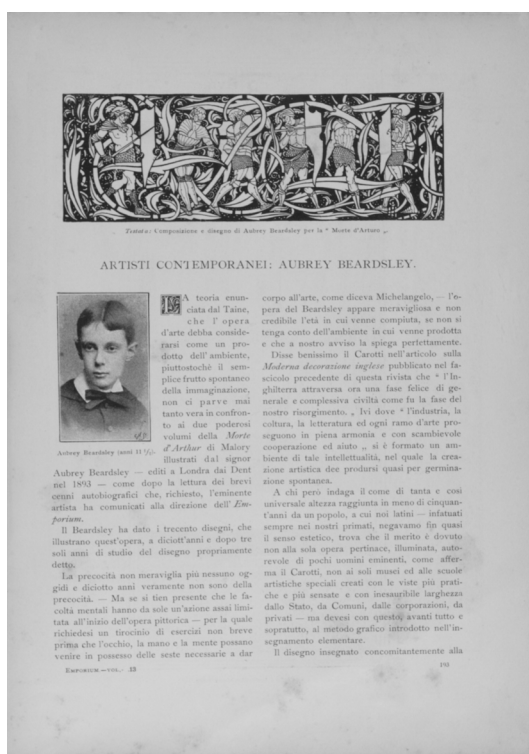 Testata: Composizione e disegno di Aubrey Beardsley per la “ Morte d'Arturo „.
ARTISTI CONTEMPORANEI: AUBREY BEARDSLEY.
LA teoria enun-
ciata dal Taine,
che l' opera
d'arte debba conside-
rarsi come un pro-
dotto dell' ambiente,
piuttostochè il sem-
plice frutto spontaneo
della immaginazione,
non ci parve mai
tanto vera in confron-
to ai due poderosi
volumi della Morte
d'Arthur di Malory
illustrati dal signor
Aubrey Beardsley (anni 11 ½).
Aubrey Beardsley — editi a Londra dai Dent
nel 1893 — come dopo la lettura dei brevi
cenni autobiografici che, richiesto, l'eminente
artista ha comunicati alla direzione dell' Em-
porium.
Il Beardsley ha dato i trecento disegni, che
illustrano quest'opera, a diciott'anni e dopo tre
soli anni di studio del disegno propriamente
detto.
La precocità non meraviglia più nessuno og-
gidì e diciotto anni veramente non sono della
precocità. — Ma se si tien presente che le fa-
coltà mentali hanno da sole un'azione assai limi-
tata all'inizio dell'opera pittorica — per la quale
richiedesi un tirocinio di esercizi non breve
prima che l'occhio, la mano e la mente possano
venire in possesso delle seste necessarie a dar
corpo all'arte, come diceva Michelangelo, — l'o-
pera del Beardsley appare meravigliosa e non
credibile l'età in cui venne compiuta, se non si
tenga conto dell'ambiente in cui venne prodotta
e che a nostro avviso la spiega perfettamente.
Disse benissimo il Carotti nell'articolo sulla
Moderna decorazione inglese pubblicato nel fa-
scicolo precedente di questa rivista che “ l'In-
ghilterra attraversa ora una fase felice di ge-
nerale e complessiva civiltà come fu la fase del
nostro risorgimento. „ Ivi dove “ l'industria, la
coltura, la letteratura ed ogni ramo d'arte pro-
seguono in piena armonia e con scambievole
cooperazione ed aiuto „ si è formato un am-
biente di tale intellettualità, nel quale la crea-
zione artistica dee prodursi quasi per germina-
zione spontanea.
A chi però indaga il come di tanta e così
universale altezza raggiunta in meno di cinquan-
t'anni da un popolo, a cui noi latini — infatuati
sempre nei nostri primati, negavamo fin quasi
il senso estetico, trova che il merito è dovuto
non alla sola opera pertinace, illuminata, auto-
revole di pochi uomini eminenti, come affer-
ma il Carotti, non ai soli musei ed alle scuole
artistiche speciali creati con le viste più prati-
che e più sensate e con inesauribile larghezza
dallo Stato, da Comuni, dalle corporazioni, da
privati — ma devesi con questo, avanti tutto e
sopratutto, al metodo grafico introdotto nell'in-
segnamento elementare.
Il disegno insegnato concomitantemente alla
EMPORIUM — VOL. 13